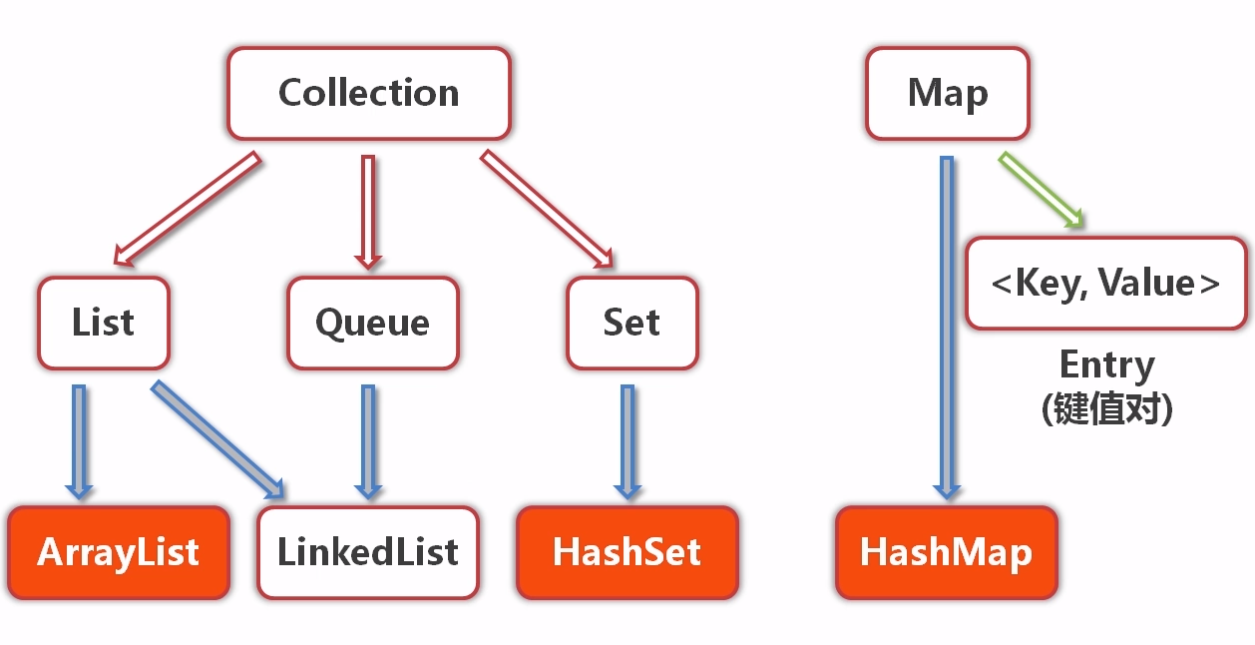 Collection
Map
<Key, Value>
List
Queue
Set
Entry
(键值对)
ArrayList
LinkedList
HashSet
HashMap